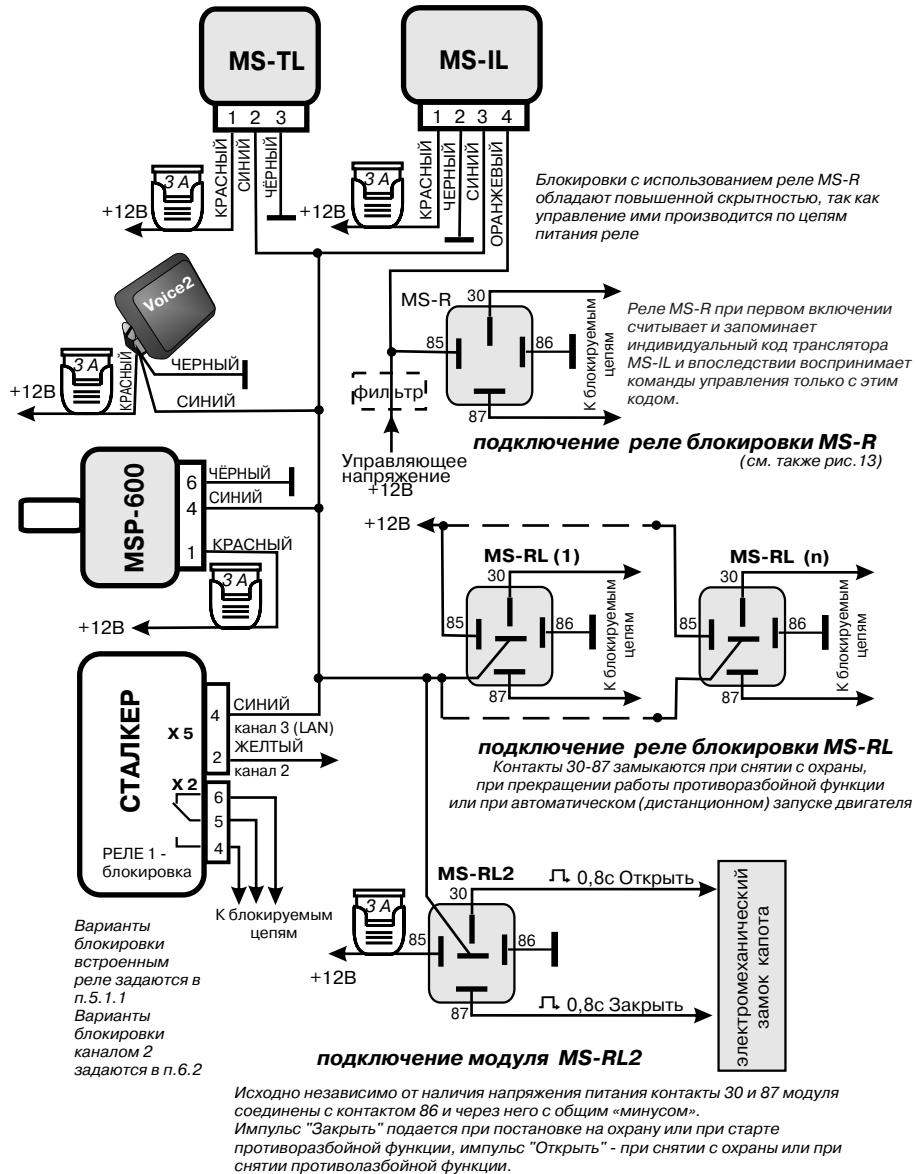 MS-TL
1 2 3
КРАСНЫЙ
СИНИЙ
ЧЁРНЫЙ
3 А
+12В
MS-IL
1 2 3 4
КРАСНЫЙ
ЧЕРНЫЙ
СИНИЙ
ОРАНЖЕВЫЙ
3 А
+12В
Блокировки с использованием реле MS-R
обладают повышенной скрытностью, так как
управление ими производится по цепям
питания реле
Voice2
3 А
+12В
КРАСНЫЙ
ЧЕРНЫЙ
СИНИЙ
MS-R
30
85
86
87
К блокируемым
цепям
фильтр
Управляющее
напряжение
+12В
Реле MS-R при первом включении
считывает и запоминает
индивидуальный код транслятора
MS-IL и впоследствии воспринимает
команды управления только с этим
кодом.
подключение реле блокировки MS-R
(см. также рис.13)
MSP-600
6
4
1
ЧЁРНЫЙ
СИНИЙ
КРАСНЫЙ
3 А
+12В
+12В
MS-RL (1)
30
85
86
87
К блокируемым
цепям
MS-RL (n)
30
85
86
87
К блокируемым
цепям
подключение реле блокировки MS-RL
Контакты 30-87 замыкаются при снятии с охраны,
при прекращении работы противоразбойной функции
или при автоматическом (дистанционном) запуске двигателя
СТАЛКЕР
X 5
4
2
СИНИЙ
канал 3 (LAN)
ЖЕЛТЫЙ
канал 2
X 2
6
5
4
РЕЛЕ 1 -
блокировка
К блокируемым
цепям
Варианты
блокировки
встроенным
реле задаются в
п.5.1.1
Варианты
блокировки
каналом 2
задаются в п.6.2
MS-RL2
30
85
86
87
3 А
+12В
0,8с Открыть
0,8с Закрыть
электромеханический
замок капота
подключение модуля MS-RL2
Исходно независимо от наличия напряжения питания контакты 30 и 87 модуля
соединены с контактом 86 и через него с общим «минусом».
Импульс "Закрыть" подается при постановке на охрану или при старте
противоразбойной функции, импульс "Открыть" - при снятии с охраны или при
снятии противолазбойной функции.